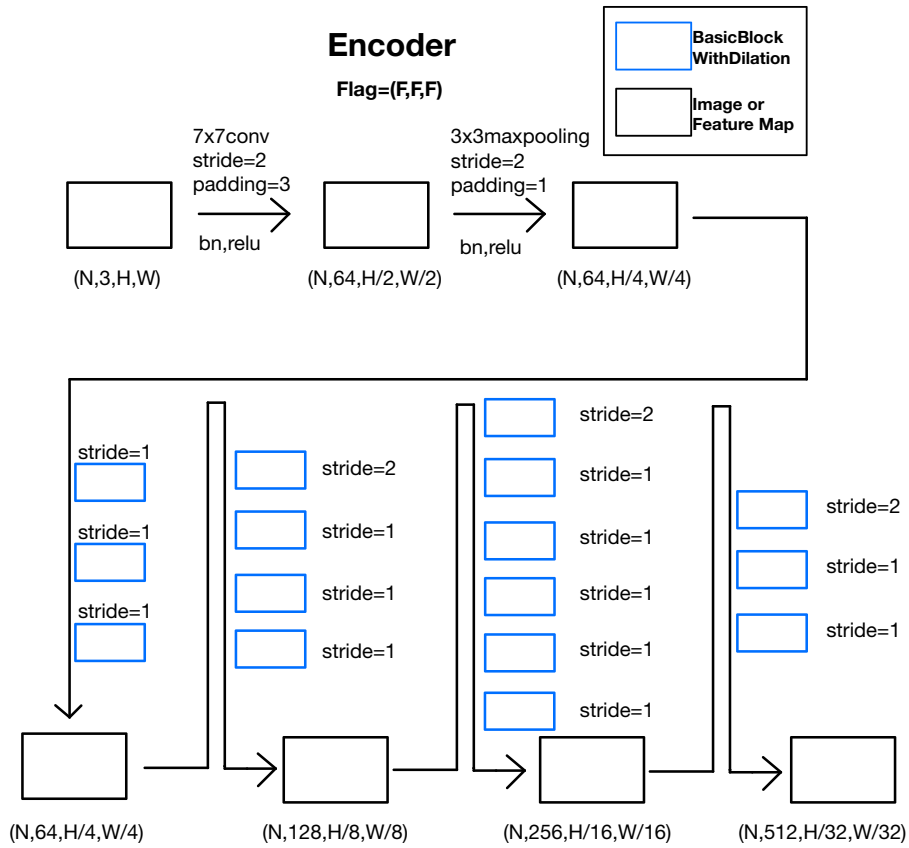 Encoder
Flag=(F,F,F)
BasicBlock
WithDilation
Image or
Feature Map
7x7conv
stride=2
padding=3
bn,relu
3x3maxpooling
stride=2
padding=1
bn,relu
(N,3,H,W)
(N,64,H/2,W/2)
(N,64,H/4,W/4)
stride=1
stride=1
stride=1
stride=2
stride=1
stride=1
stride=1
stride=2
stride=1
stride=1
stride=1
stride=1
stride=1
stride=2
stride=1
stride=1
(N,64,H/4,W/4)
(N,128,H/8,W/8)
(N,256,H/16,W/16)
(N,512,H/32,W/32)